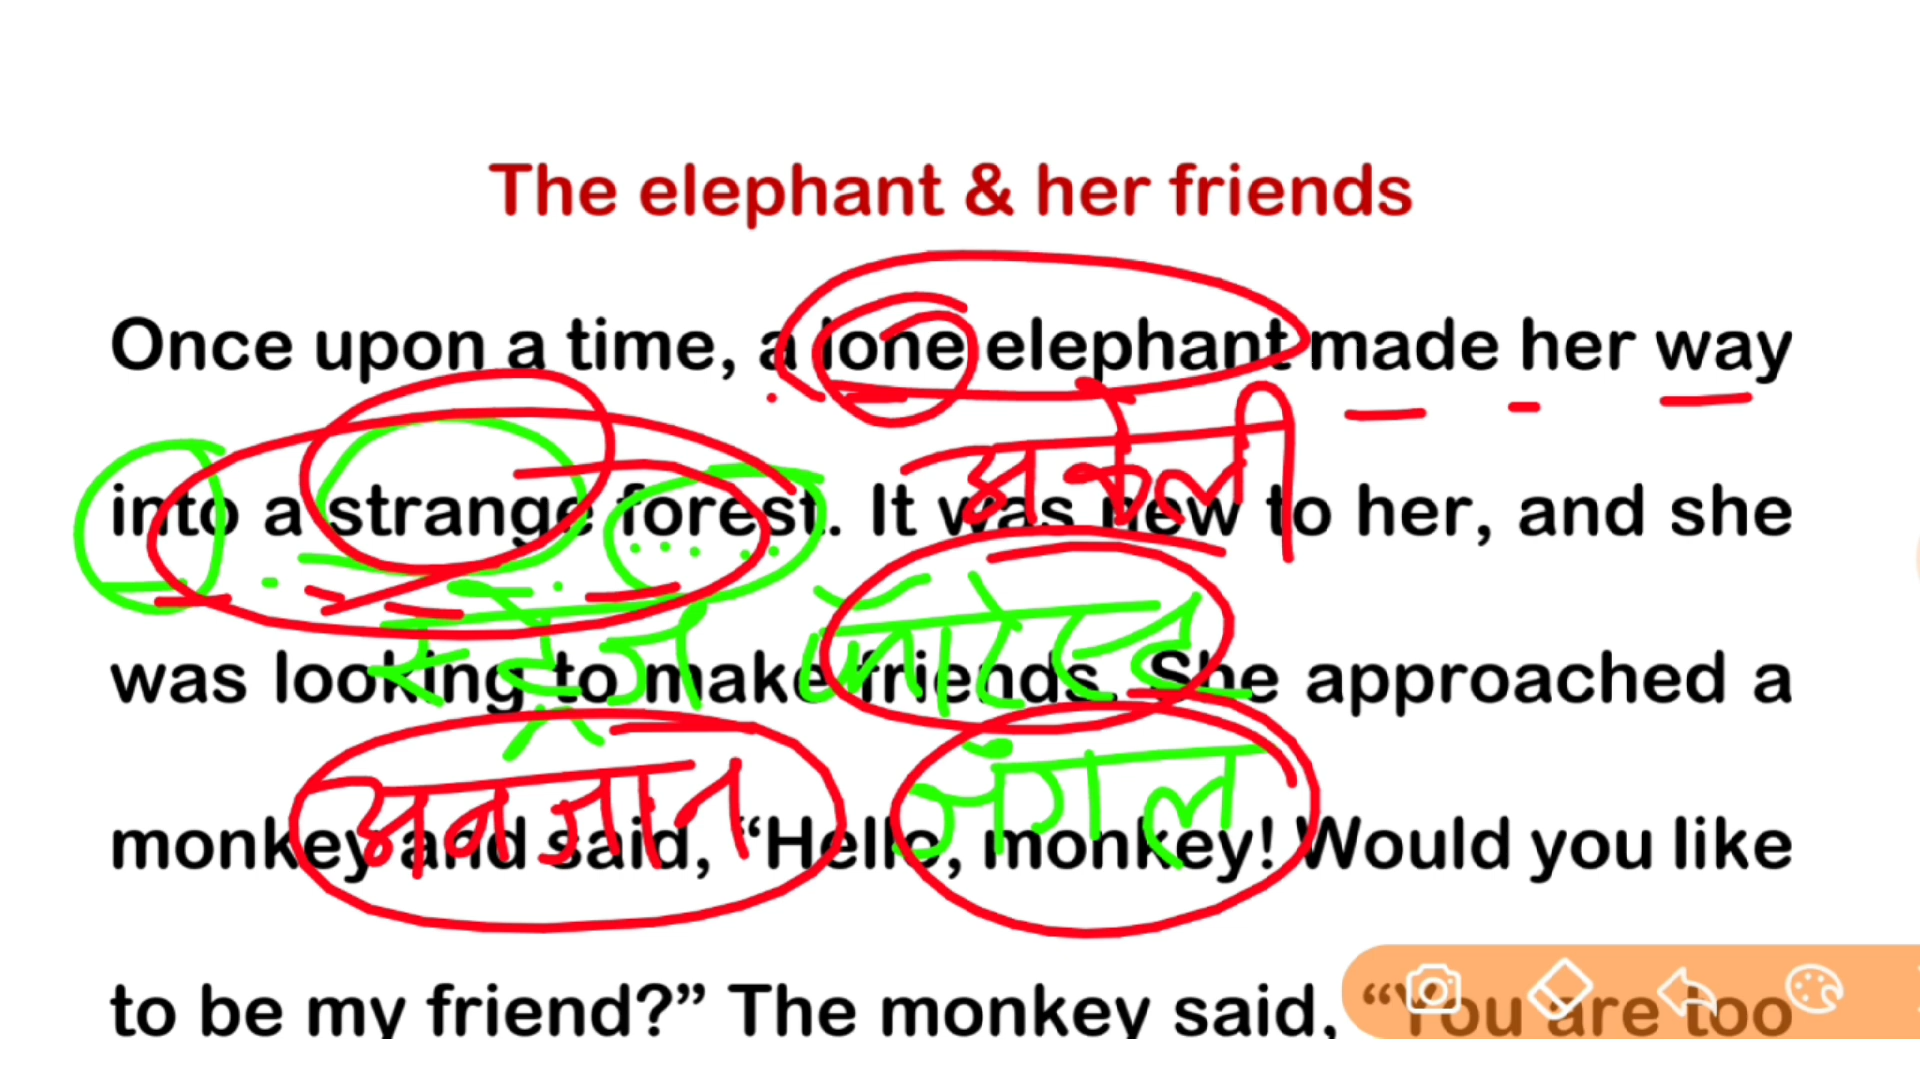 The elephant & her friends
Once upon a time, a lone elephant made her way
अकेली
into a strange forest. It was new to her, and she
स्ट्रेंज फॉरेस्ट
was looking to make friends. She approached a
अनजान जंगल
monkey and said, “Hello, monkey! Would you like
to be my friend?” The monkey said, “You are too